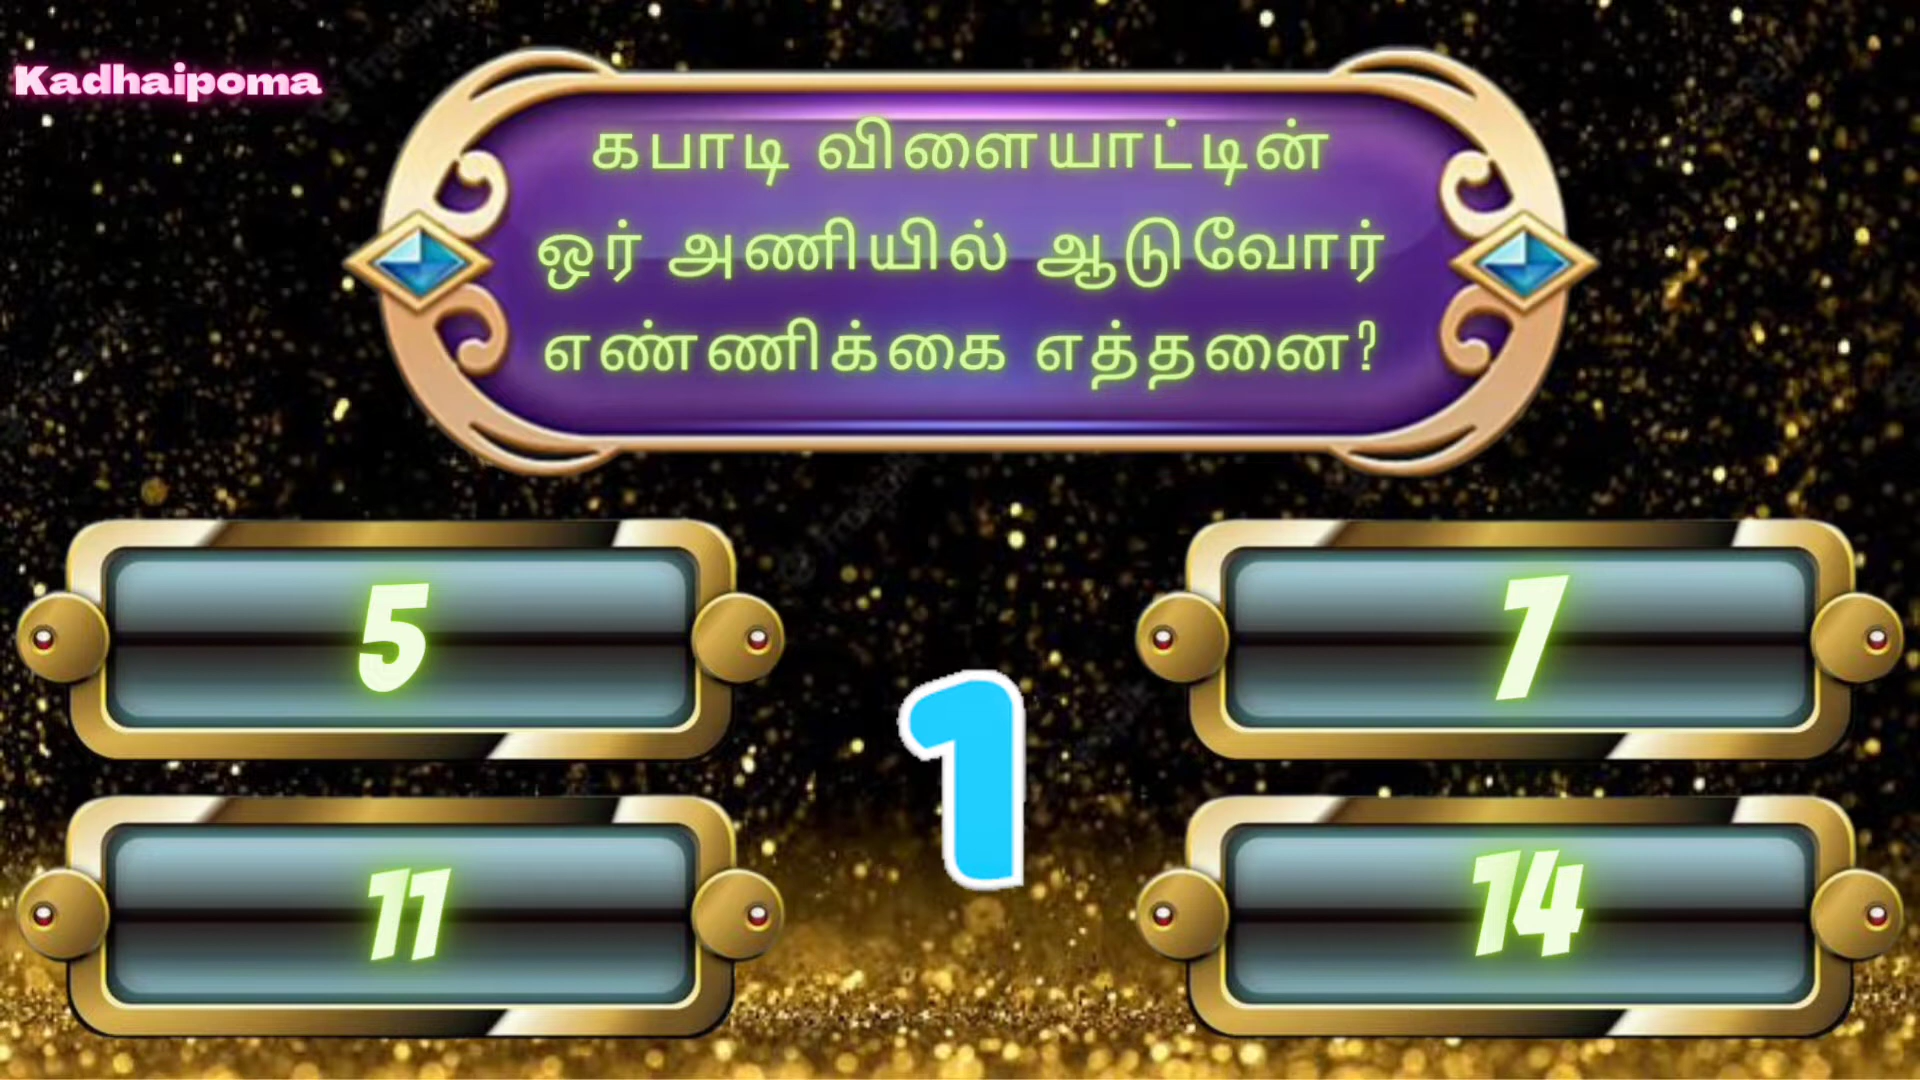 Kadhaipoma
கபாடி விளையாட்டின்
ஒர் அணியில் ஆடுவோர்
எண்ணிக்கை எத்தனை?
5
7
1
11
14